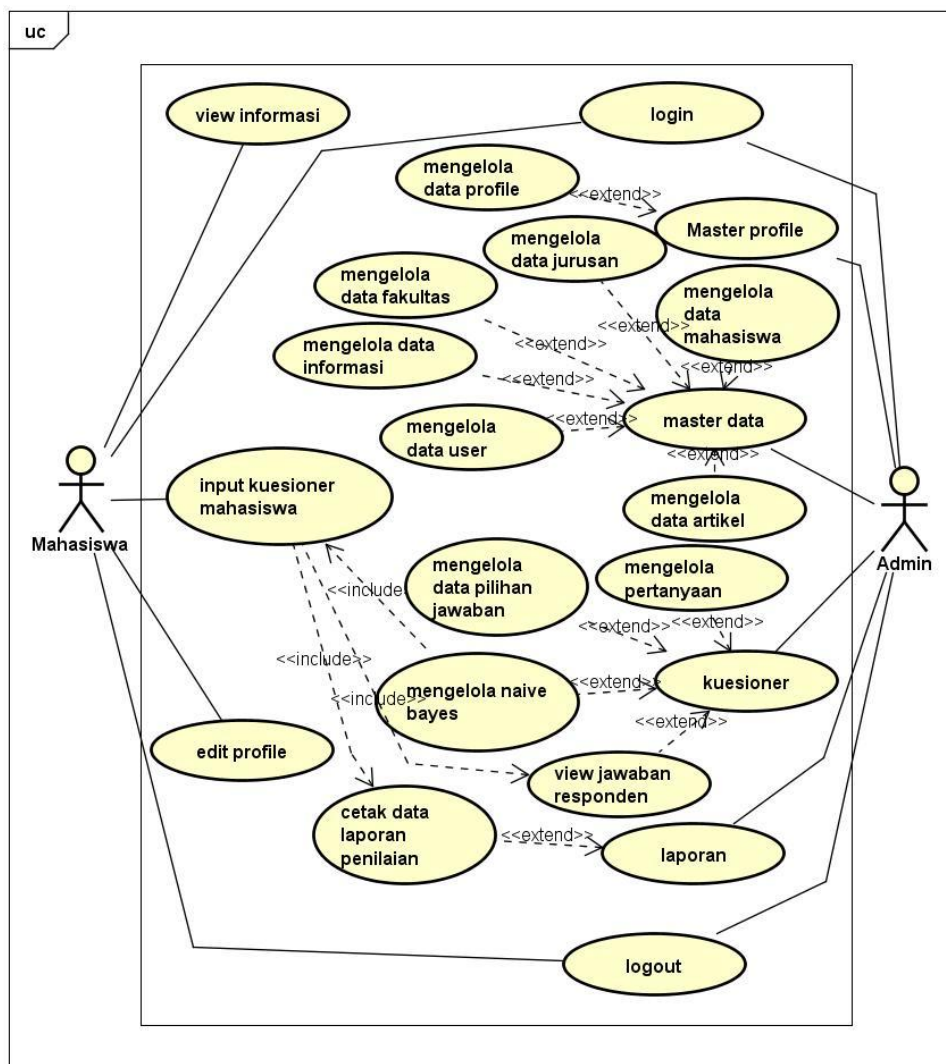 uc
view informasi
login
mengelola
data profile
<<extend>>
Master profile
mengelola
data jurusan
mengelola
data fakultas
mengelola
data
mahasiswa
<<extend>>
<<extend>>
mengelola data
informasi
<<extend>>
<<extend>>
master data
<<extend>>
mengelola
data user
<<extend>>
input kuesioner
mahasiswa
mengelola
data artikel
Mahasiswa
Admin
mengelola
data pilihan
jawaban
mengelola
pertanyaan
<<include
<<extend>>
<<extend>>
<<include>>
kuesioner
mengelola naive
bayes
<<extend>>
<<include>>
<<extend>>
edit profile
view jawaban
responden
cetak data
laporan
penilaian
<<extend>>
laporan
logout